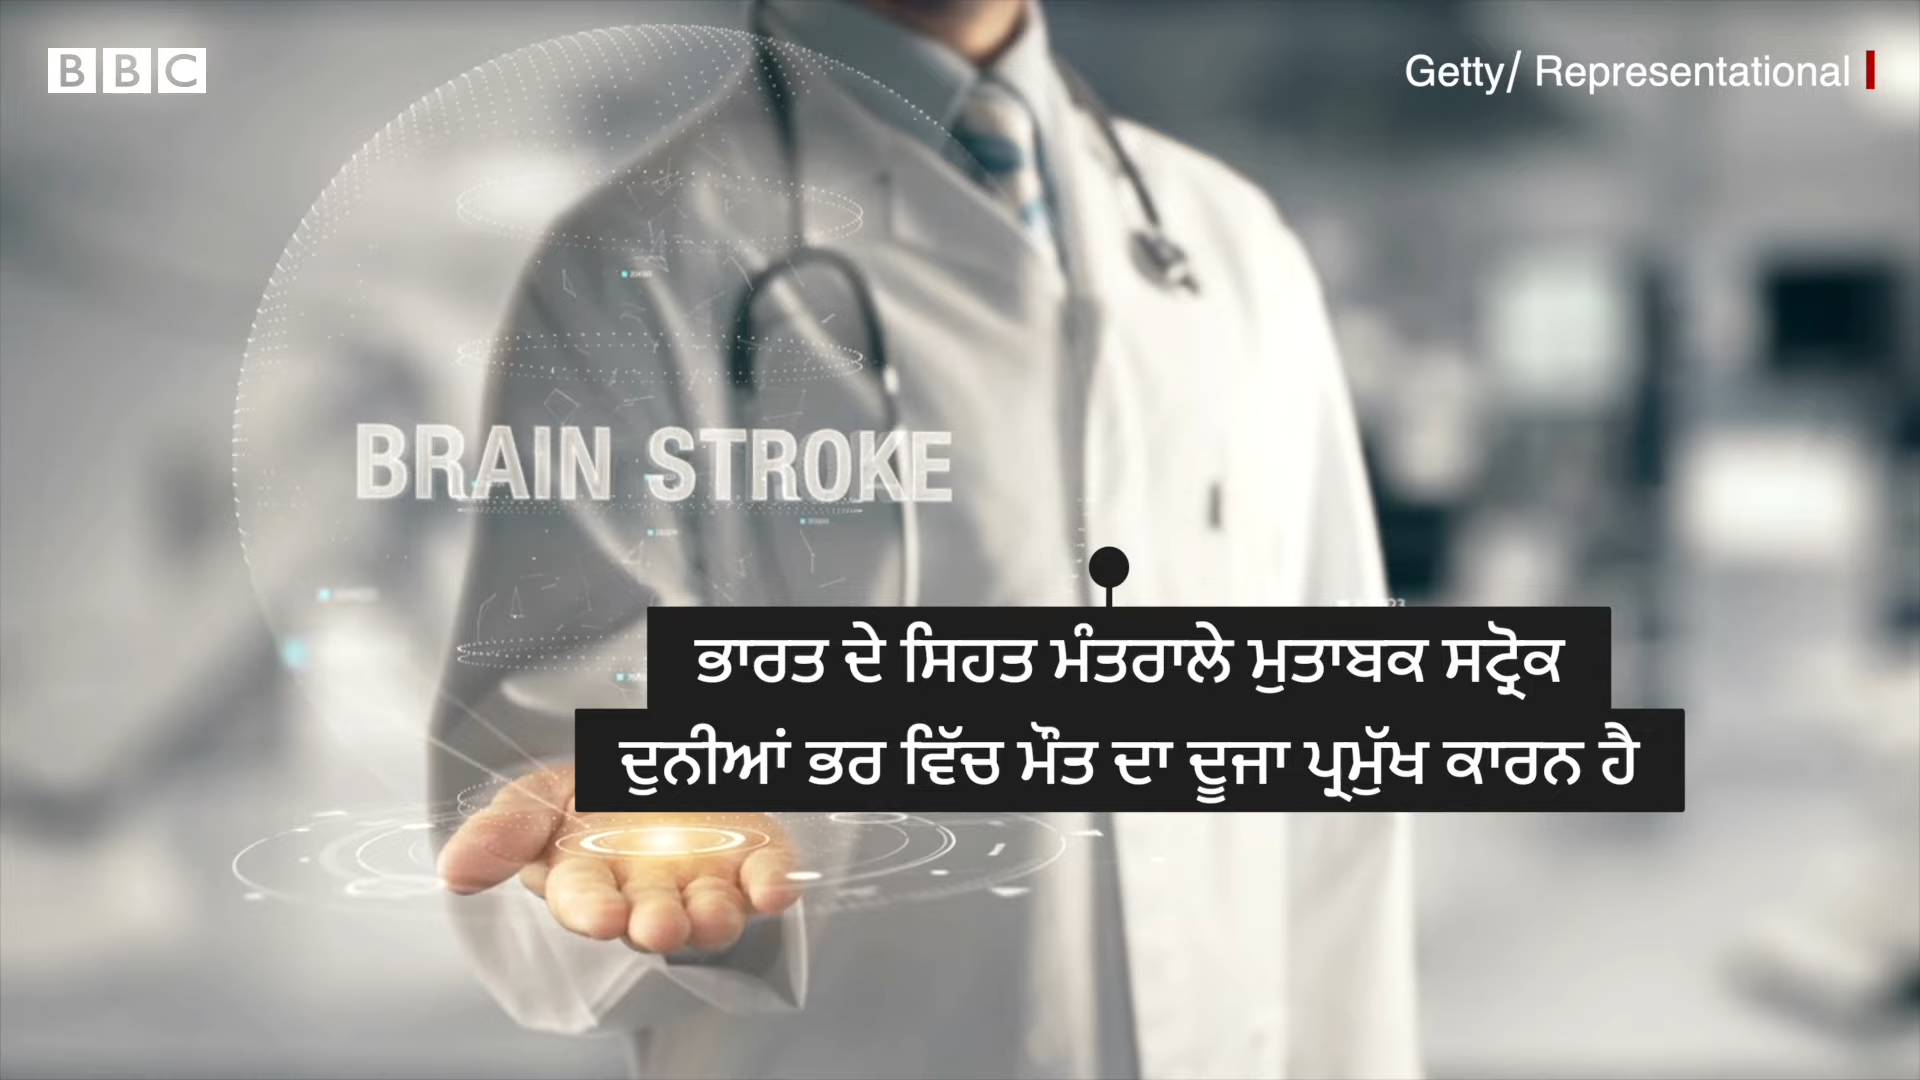 BBC
Getty/ Representational
BRAIN STROKE
ਭਾਰਤ ਦੇ ਸਿਹਤ ਮੰਤਰਾਲੇ ਮੁਤਾਬਕ ਸਟ੍ਰੋਕ
ਦੁਨੀਆਂ ਭਰ ਵਿੱਚ ਮੌਤ ਦਾ ਦੂਜਾ ਪ੍ਰਮੁੱਖ ਕਾਰਨ ਹੈ